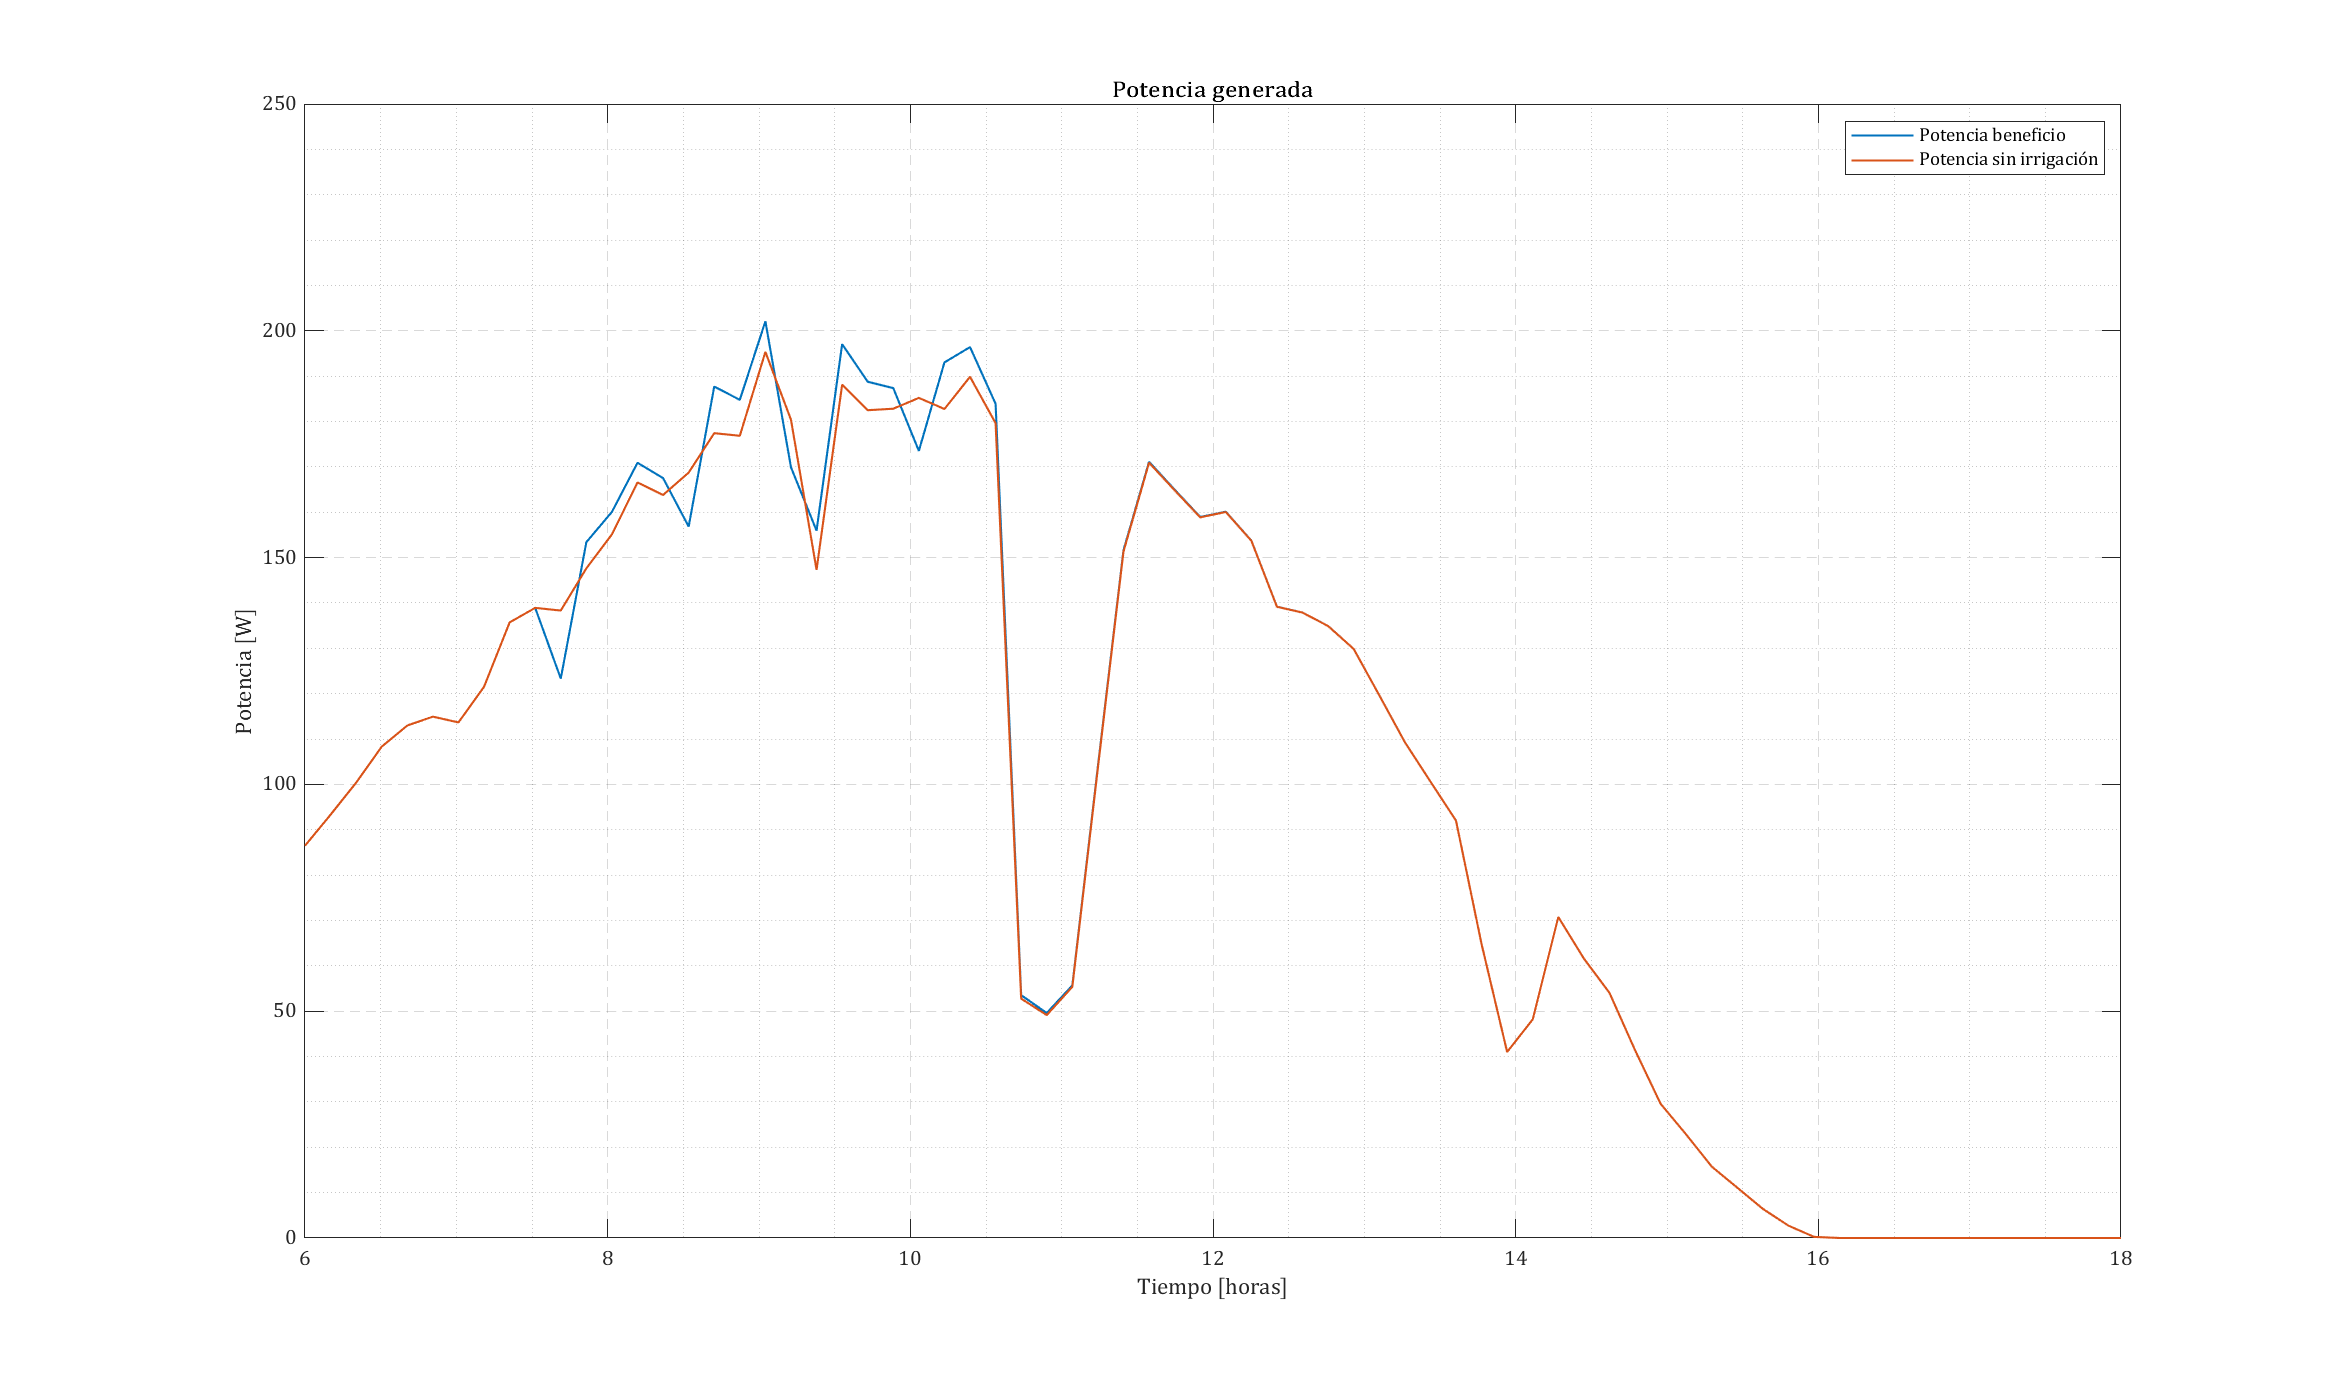 Potencia generada
250
200
150
100
50
0
Potencia [W]
Potencia beneficio
Potencia sin irrigación
6 8 10 12 14 16 18
Tiempo [horas]